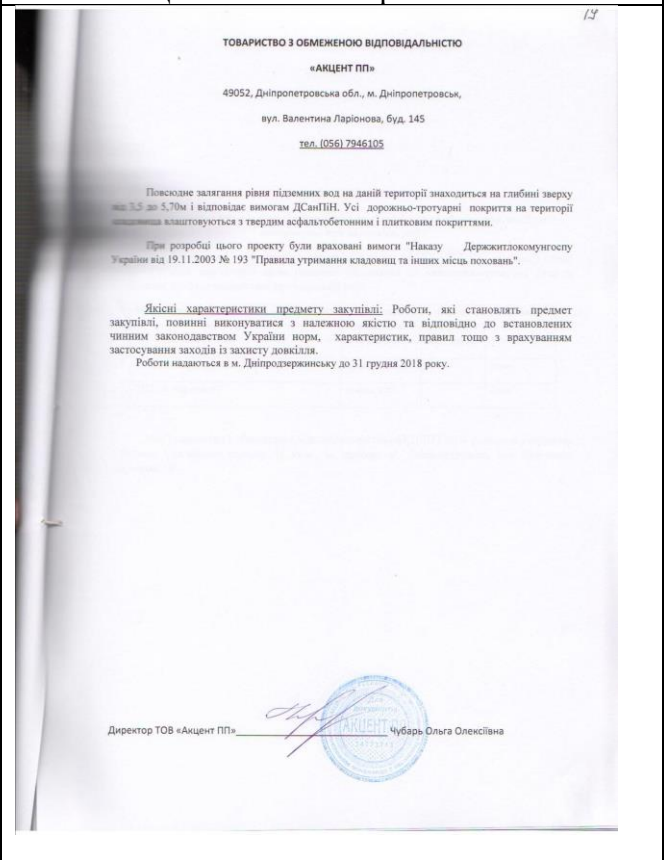 ТОВАРИСТВО З ОБМЕЖЕНОЮ ВІДПОВІДАЛЬНІСТЮ
«АКЦЕНТ ПП»
49052, Дніпропетровська обл., м. Дніпропетровськ,
вул. Валентина Ларіонова, буд. 145
тел. (056) 7946105
Повсюдне залягання рівня підземних вод на даній території знаходиться на глибині зверху
від 3,5 до 5,70м і відповідає вимогам ДСанПіН. Усі дорожньо-тротуарні покриття на території
кладовища влаштовуються з твердим асфальтобетонним і плитковим покриттями.
При розробці цього проекту були враховані вимоги "Наказу Держжитлокомунгоспу
України від 19.11.2003 № 193 "Правила утримання кладовищ та інших місць поховань".
Якісні характеристики предмету закупівлі: Роботи, які становлять предмет
закупівлі, повинні виконуватися з належною якістю та відповідно до встановлених
чинним законодавством України норм, характеристик, правил тощо з врахуванням
застосування заходів із захисту довкілля.
Роботи надаються в м. Дніпродзержинську до 31 грудня 2018 року.
АКЦЕНТ ПП
Директор ТОВ «Акцент ПП» Чубарь Ольга Олексіївна